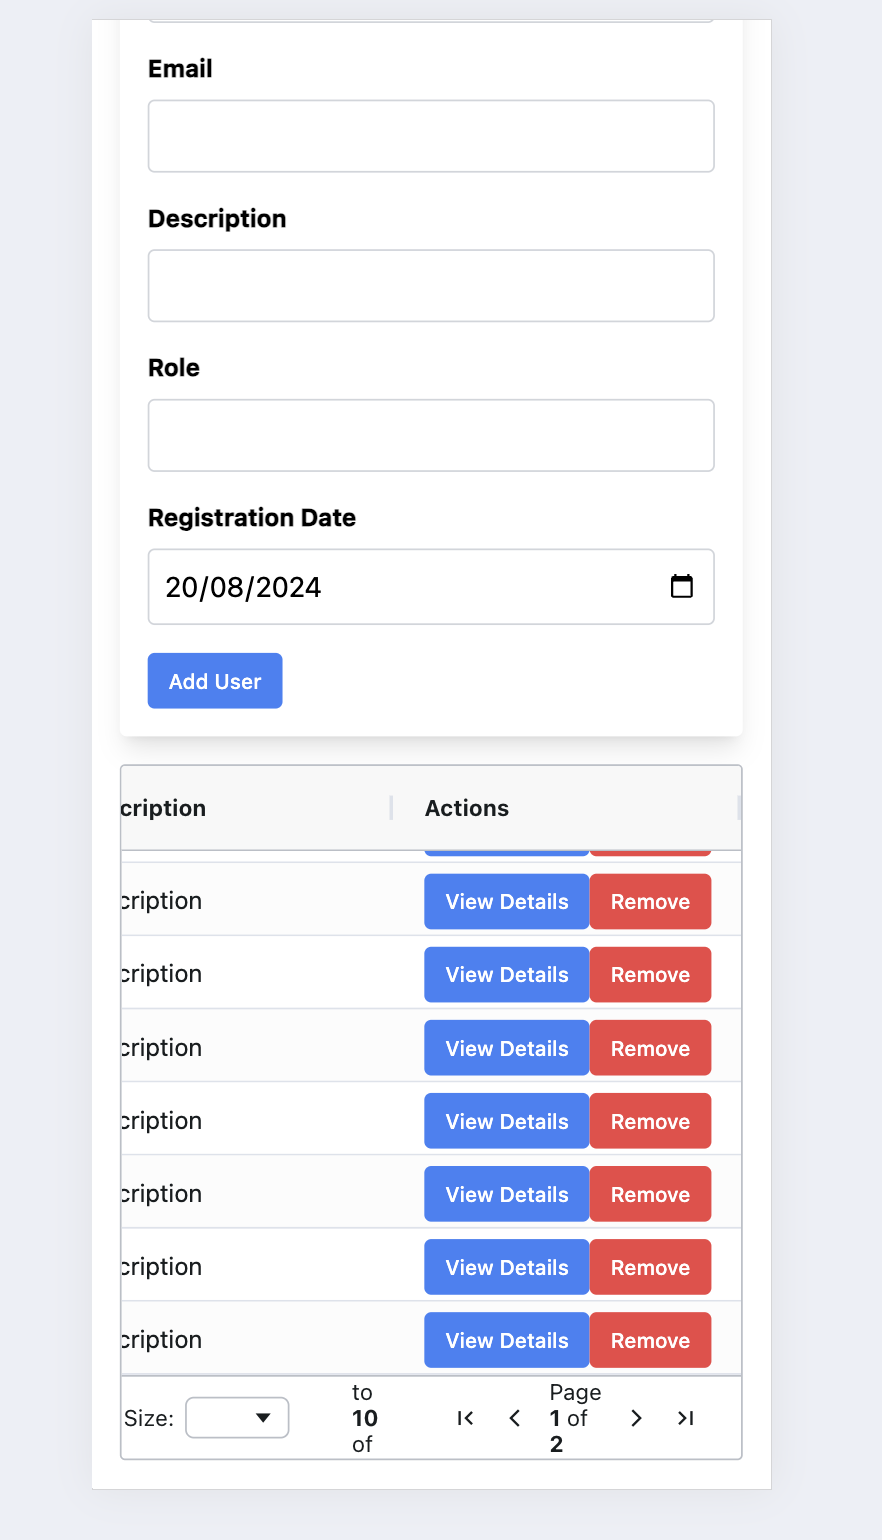 Email
Description
Role
Registration Date
20/08/2024
Add User
cription Actions
cription View Details Remove
cription View Details Remove
cription View Details Remove
cription View Details Remove
cription View Details Remove
cription View Details Remove
cription View Details Remove
Size:
to
10
of
Page
1 of
2